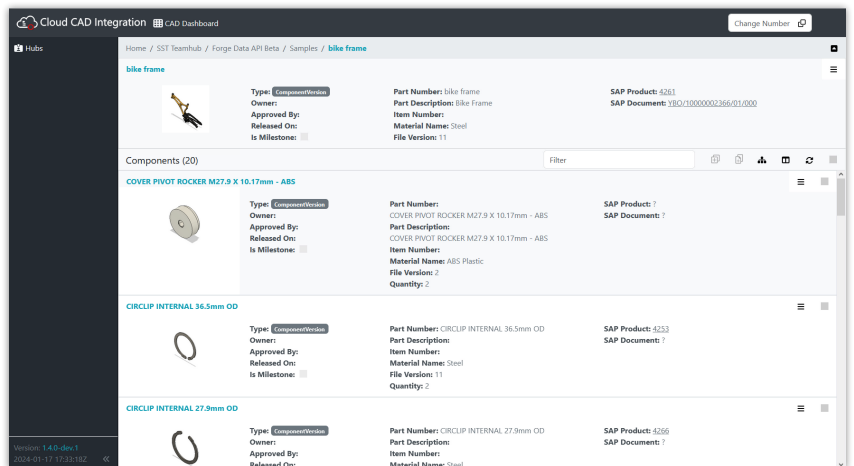 Cloud CAD Integration CAD Dashboard Change Number
Hubs
Home / SST Teamhub / Forge Data API Beta / Samples / bike frame
bike frame
Type: ComponentVersion Part Number: bike frame SAP Product: 4261
Owner: Part Description: Bike Frame SAP Document: YBO/10000002366/01/000
Approved By: Item Number:
Released On: Material Name: Steel
Is Milestone: File Version: 11
Components (20) Filter
COVER PIVOT ROCKER M27.9 X 10.17mm - ABS
Type: ComponentVersion Part Number: SAP Product: ?
Owner: COVER PIVOT ROCKER M27.9 X 10.17mm - ABS SAP Document: ?
Approved By: Part Description:
Released On: COVER PIVOT ROCKER M27.9 X 10.17mm - ABS
Is Milestone: Item Number:
Material Name: ABS Plastic
File Version: 2
Quantity: 2
CIRCLIP INTERNAL 36.5mm OD
Type: ComponentVersion Part Number: CIRCLIP INTERNAL 36.5mm OD SAP Product: 4253
Owner: Part Description: SAP Document: ?
Approved By: Item Number:
Released On: Material Name: Steel
Is Milestone: File Version: 11
Quantity: 2
CIRCLIP INTERNAL 27.9mm OD
Type: ComponentVersion Part Number: CIRCLIP INTERNAL 27.9mm OD SAP Product: 4266
Owner: Part Description: SAP Document: ?
Approved By: Item Number:
Released On: Material Name: Steel
Version: 1.4.0-dev.1
2024-01-17 17:33:18Z